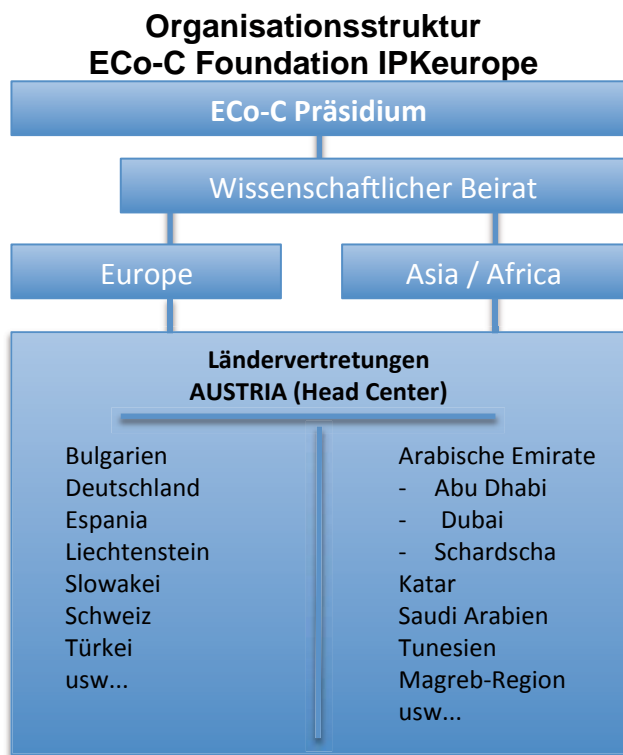 Organisationsstruktur
ECo-C Foundation IPKeurope
ECo-C Präsidium
Wissenschaftlicher Beirat
Europe
Asia / Africa
Ländervertretungen
AUSTRIA (Head Center)
Bulgarien
Deutschland
Espania
Liechtenstein
Slowakei
Schweiz
Türkei
usw...
Arabische Emirate
- Abu Dhabi
- Dubai
- Schardscha
Katar
Saudi Arabien
Tunesien
Magreb-Region
usw...